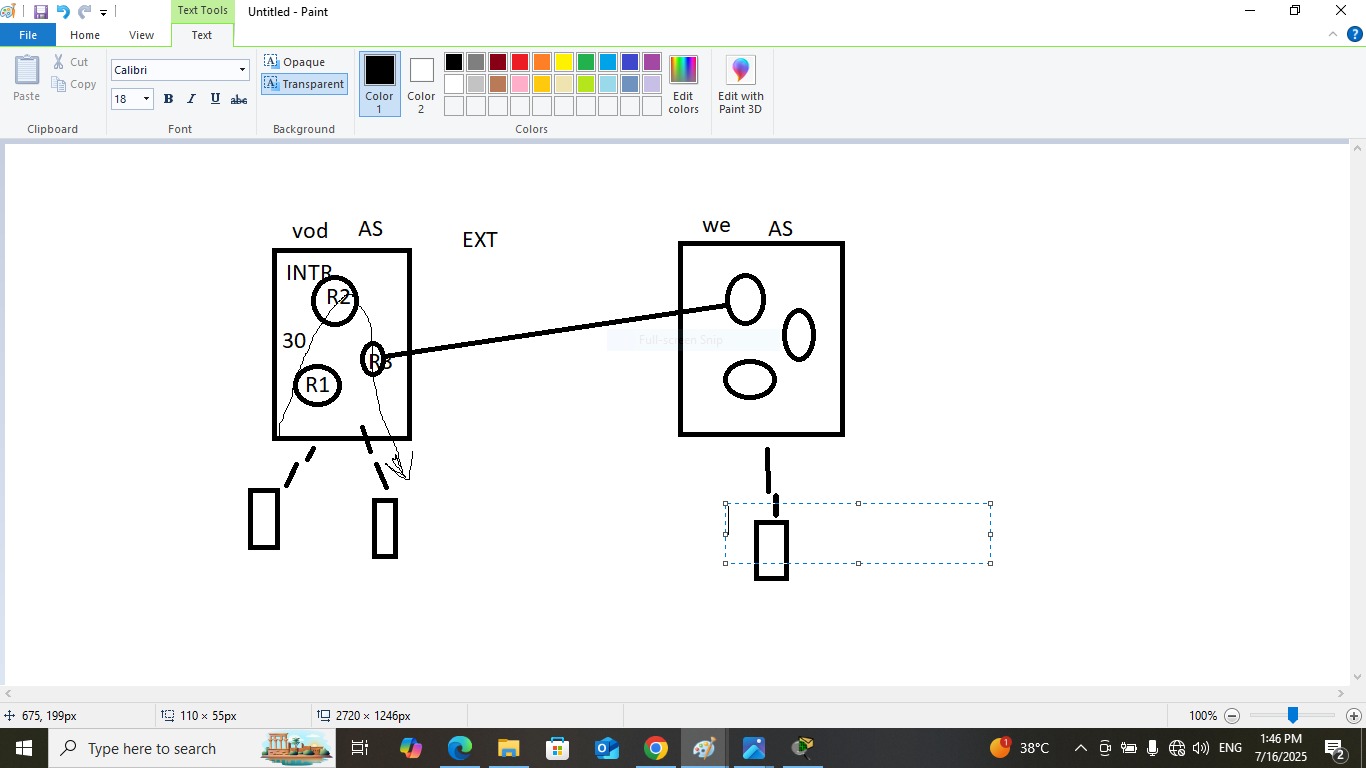 Text Tools
Untitled - Paint
File
Home
View
Text
Paste
Cut
Copy
Clipboard
Calibri
18
B I U abc
Font
Opaque
Transparent
Background
Color 1
Color 2
Edit colors
Colors
Edit with Paint 3D
vod AS
EXT
we AS
INTR
R2
30
R3
R1
Full-screen Snip
675, 199px
110 × 55px
2720 × 1246px
100%
Type here to search
38°C
ENG
1:46 PM
7/16/2025
2